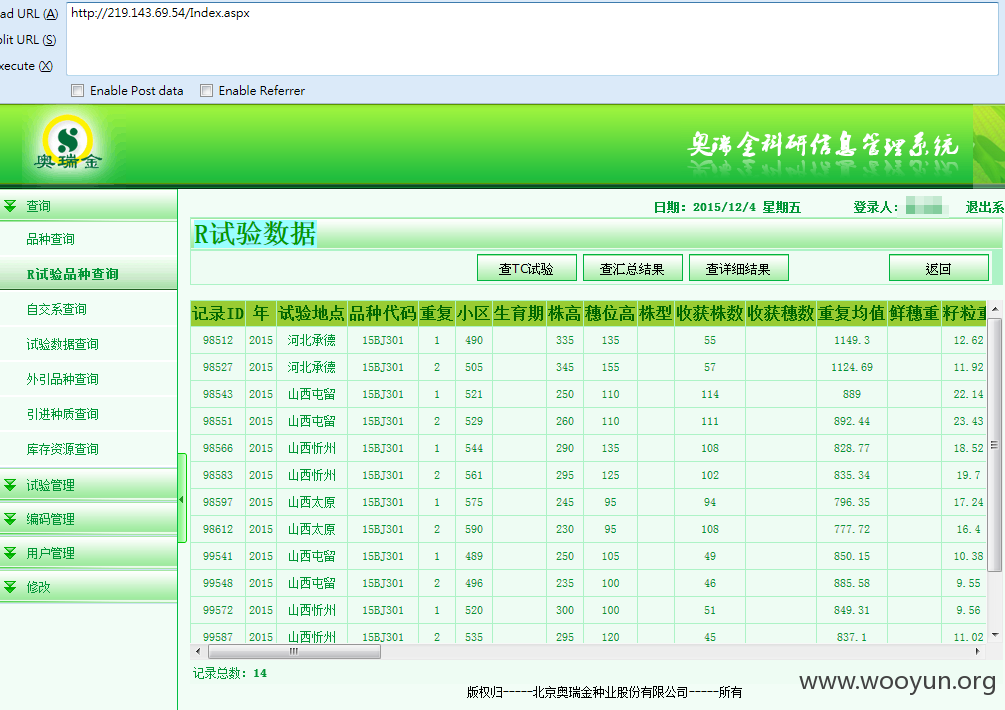 ad URL (A)
http://219.143.69.54/Index.aspx
plit URL (S)
xecute (X)
Enable Post data Enable Referrer
奥瑞金
奥瑞金科研信息管理系统
日期：2015/12/4 星期五 登录人： 退出系
查询
品种查询
R试验品种查询
自交系查询
试验数据查询
外引品种查询
引进种质查询
库存资源查询
试验管理
编码管理
用户管理
修改
R试验数据
查TC试验 查汇总结果 查详细结果 返回
记录ID 年 试验地点 品种代码 重复 小区 生育期 株高 穗位高 株型 收获株数 收获穗数 重复均值 鲜穗重 籽粒重
98512 2015 河北承德 15BJ301 1 490 335 135 55 1149.3 12.62
98527 2015 河北承德 15BJ301 2 505 345 155 57 1124.69 11.92
98543 2015 山西屯留 15BJ301 1 521 250 110 114 889 22.14
98551 2015 山西屯留 15BJ301 2 529 260 110 111 892.44 23.43
98566 2015 山西忻州 15BJ301 1 544 290 135 108 828.77 18.52
98583 2015 山西忻州 15BJ301 2 561 295 125 102 835.34 19.7
98597 2015 山西太原 15BJ301 1 575 245 95 94 796.35 17.24
98612 2015 山西太原 15BJ301 2 590 230 95 108 777.72 16.4
99541 2015 山西屯留 15BJ301 1 489 250 105 49 850.15 10.38
99548 2015 山西屯留 15BJ301 2 496 235 100 46 885.58 9.55
99572 2015 山西忻州 15BJ301 1 520 300 100 51 849.31 9.56
99587 2015 山西忻州 15BJ301 2 535 295 120 45 837.1 11.02
记录总数：14
版权归-----北京奥瑞金种业股份有限公司-----所有
www.wooyun.org